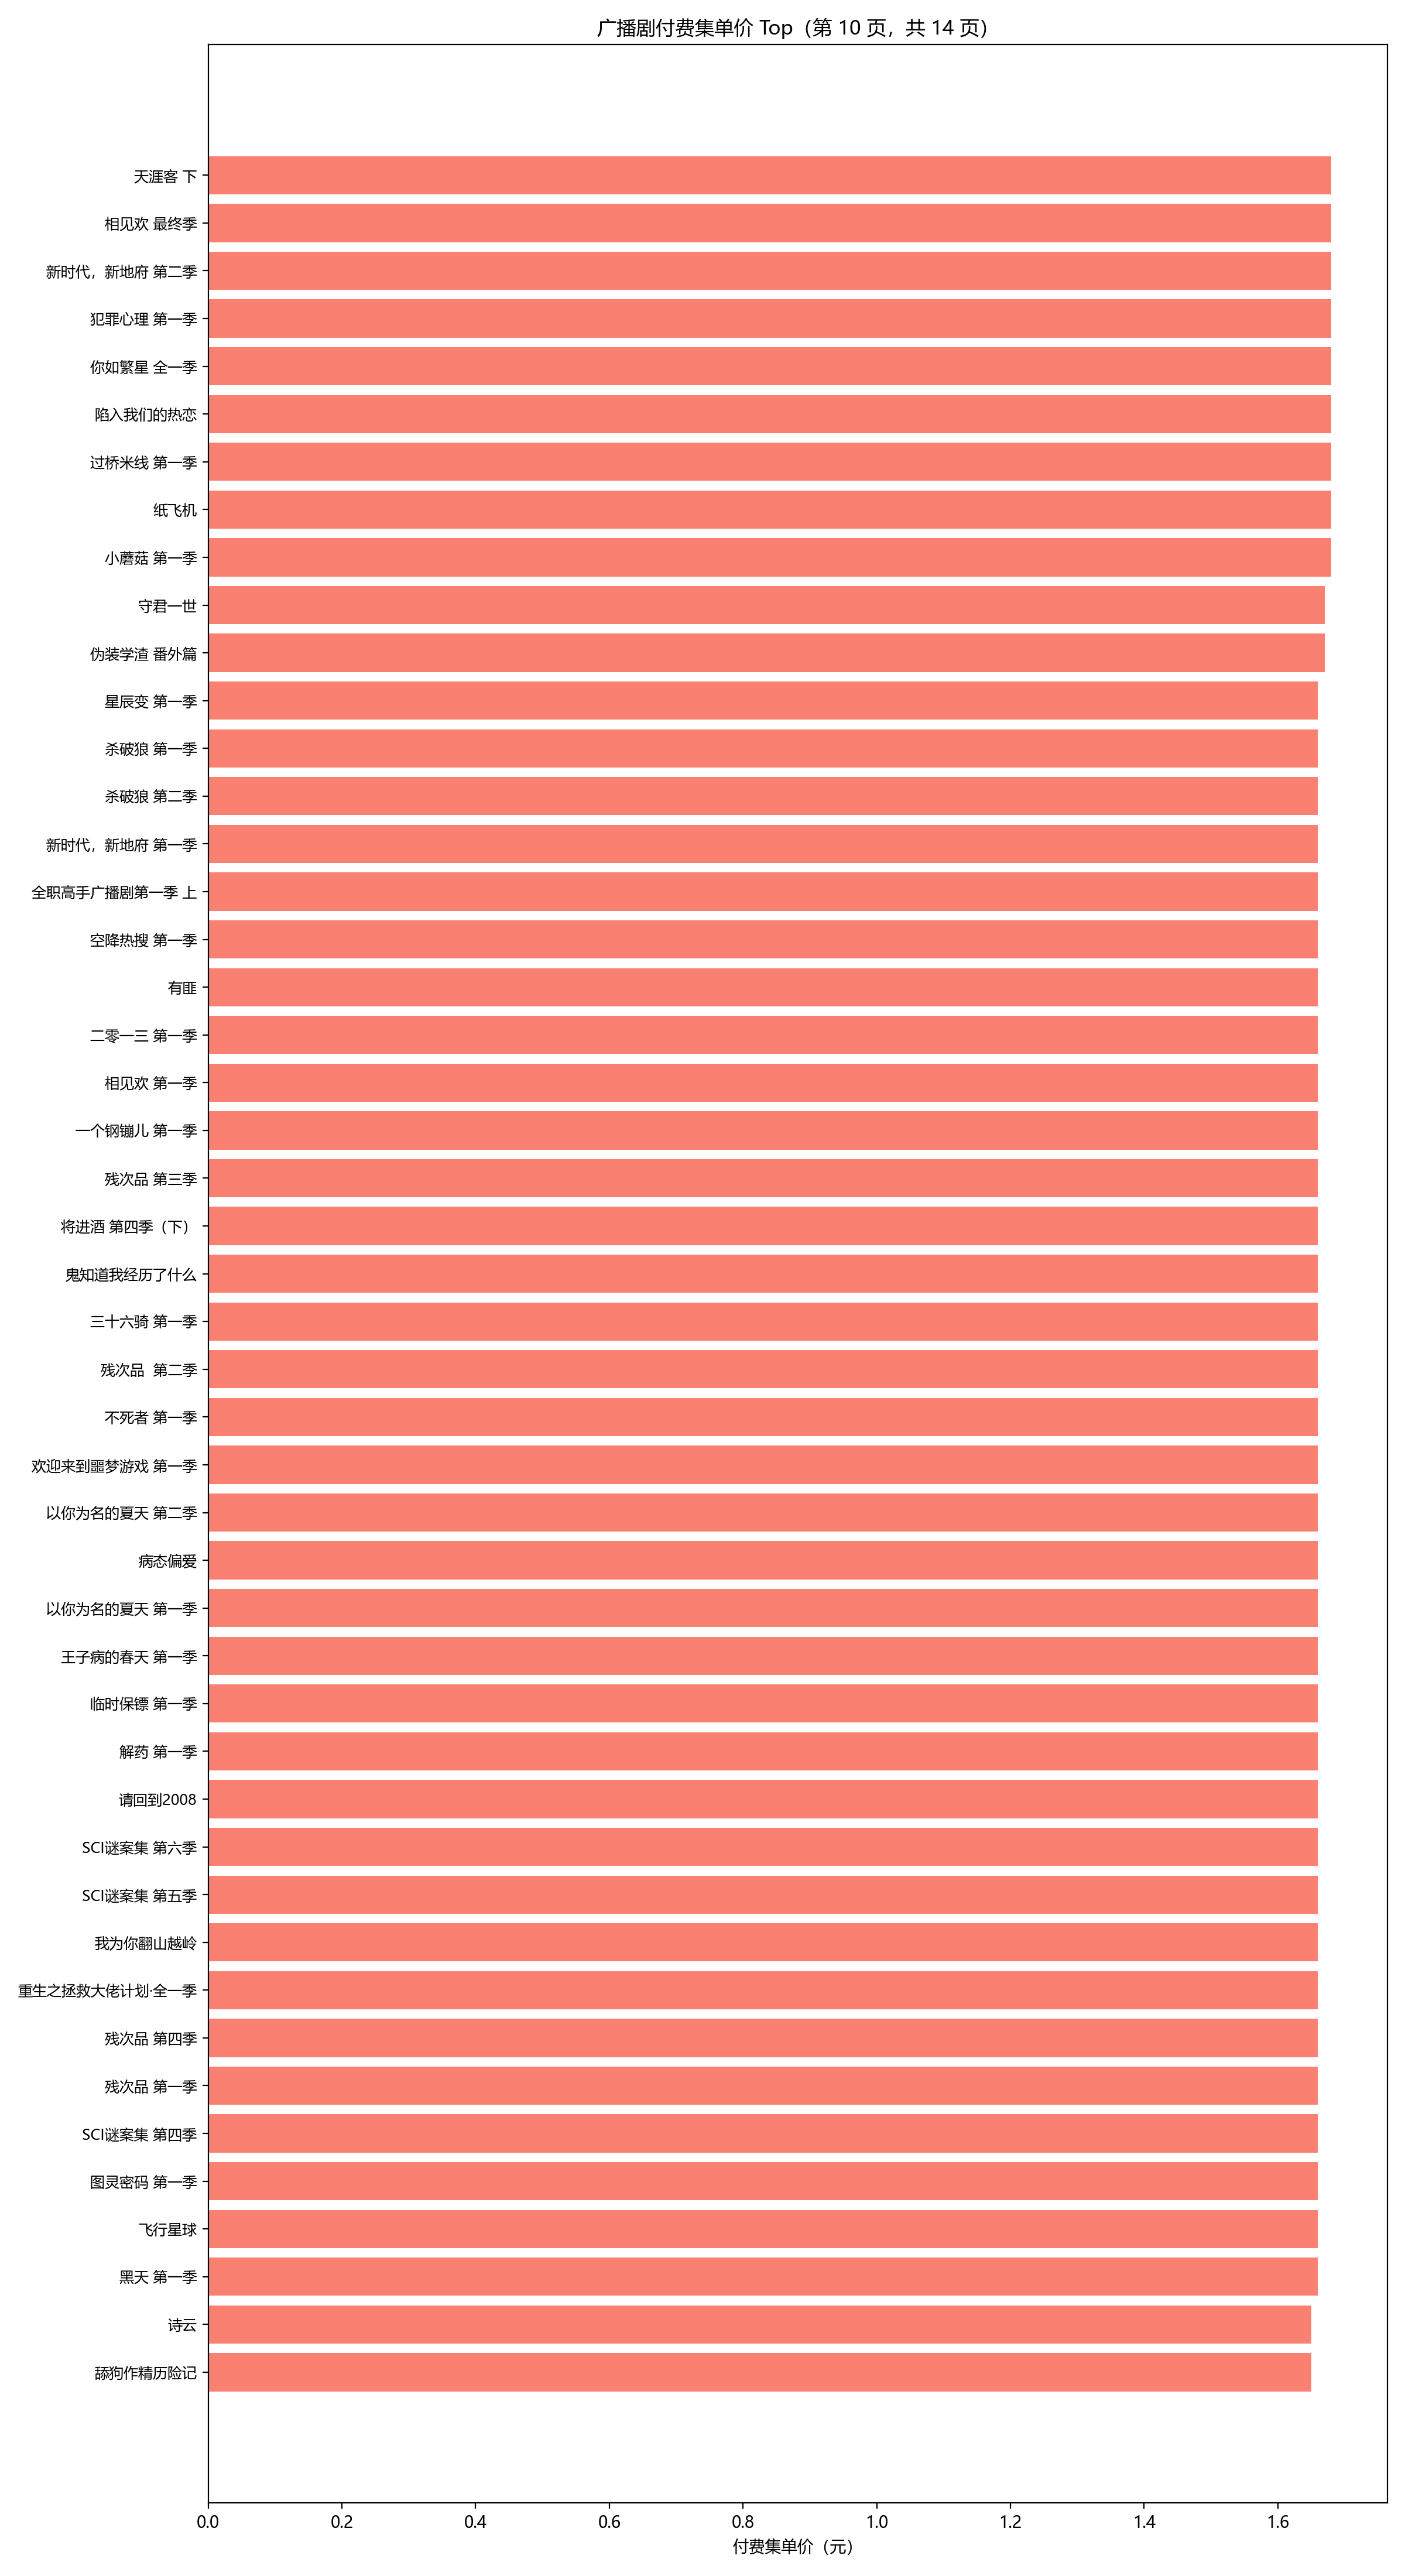 广播剧付费集单价 Top（第 10 页，共 14 页）
天涯客 下
相见欢 最终季
新时代，新地府 第二季
犯罪心理 第一季
你如繁星 全一季
陷入我们的热恋
过桥米线 第一季
纸飞机
小蘑菇 第一季
守君一世
伪装学渣 番外篇
星辰变 第一季
杀破狼 第一季
杀破狼 第二季
新时代，新地府 第一季
全职高手广播剧第一季 上
空降热搜 第一季
有匪
二零一三 第一季
相见欢 第一季
一个钢镚儿 第一季
残次品 第三季
将进酒 第四季（下）
鬼知道我经历了什么
三十六骑 第一季
残次品  第二季
不死者 第一季
欢迎来到噩梦游戏 第一季
以你为名的夏天 第二季
病态偏爱
以你为名的夏天 第一季
王子病的春天 第一季
临时保镖 第一季
解药 第一季
请回到2008
SCI谜案集 第六季
SCI谜案集 第五季
我为你翻山越岭
重生之拯救大佬计划·全一季
残次品 第四季
残次品 第一季
SCI谜案集 第四季
图灵密码 第一季
飞行星球
黑天 第一季
诗云
舔狗作精历险记
0.0 0.2 0.4 0.6 0.8 1.0 1.2 1.4 1.6
付费集单价（元）